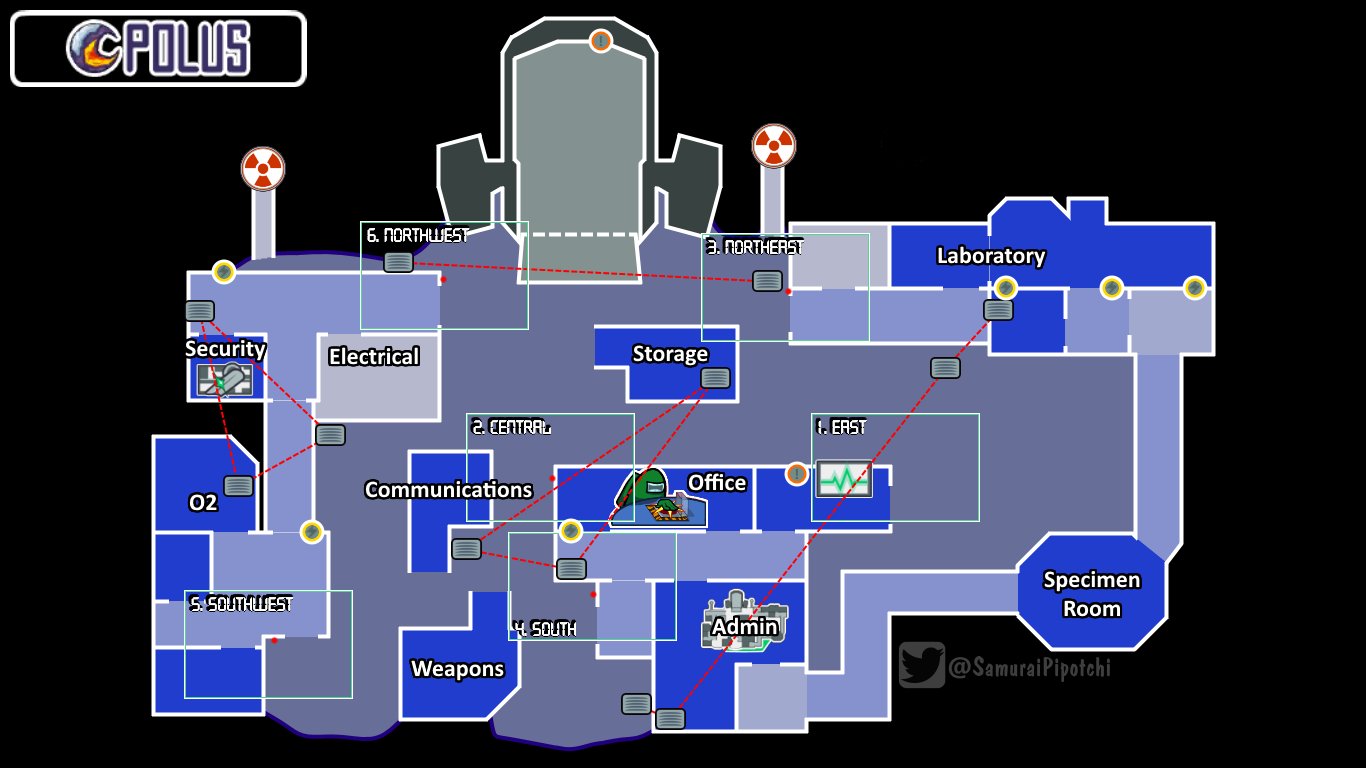 POLUS
6. NORTHWEST
3. NORTHEAST
Laboratory
Security
Electrical
Storage
2. CENTRAL
1. EAST
Communications
Office
O2
Specimen
Room
5. SOUTHWEST
4. SOUTH
Admin
Weapons
@SamuraiPipotchi